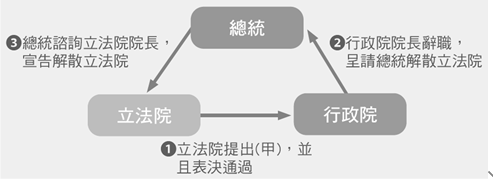 總統
❸總統諮詢立法院院長，
宣告解散立法院
❷行政院院長辭職，
呈請總統解散立法院
立法院
行政院
❶立法院提出(甲)，並
且表決通過